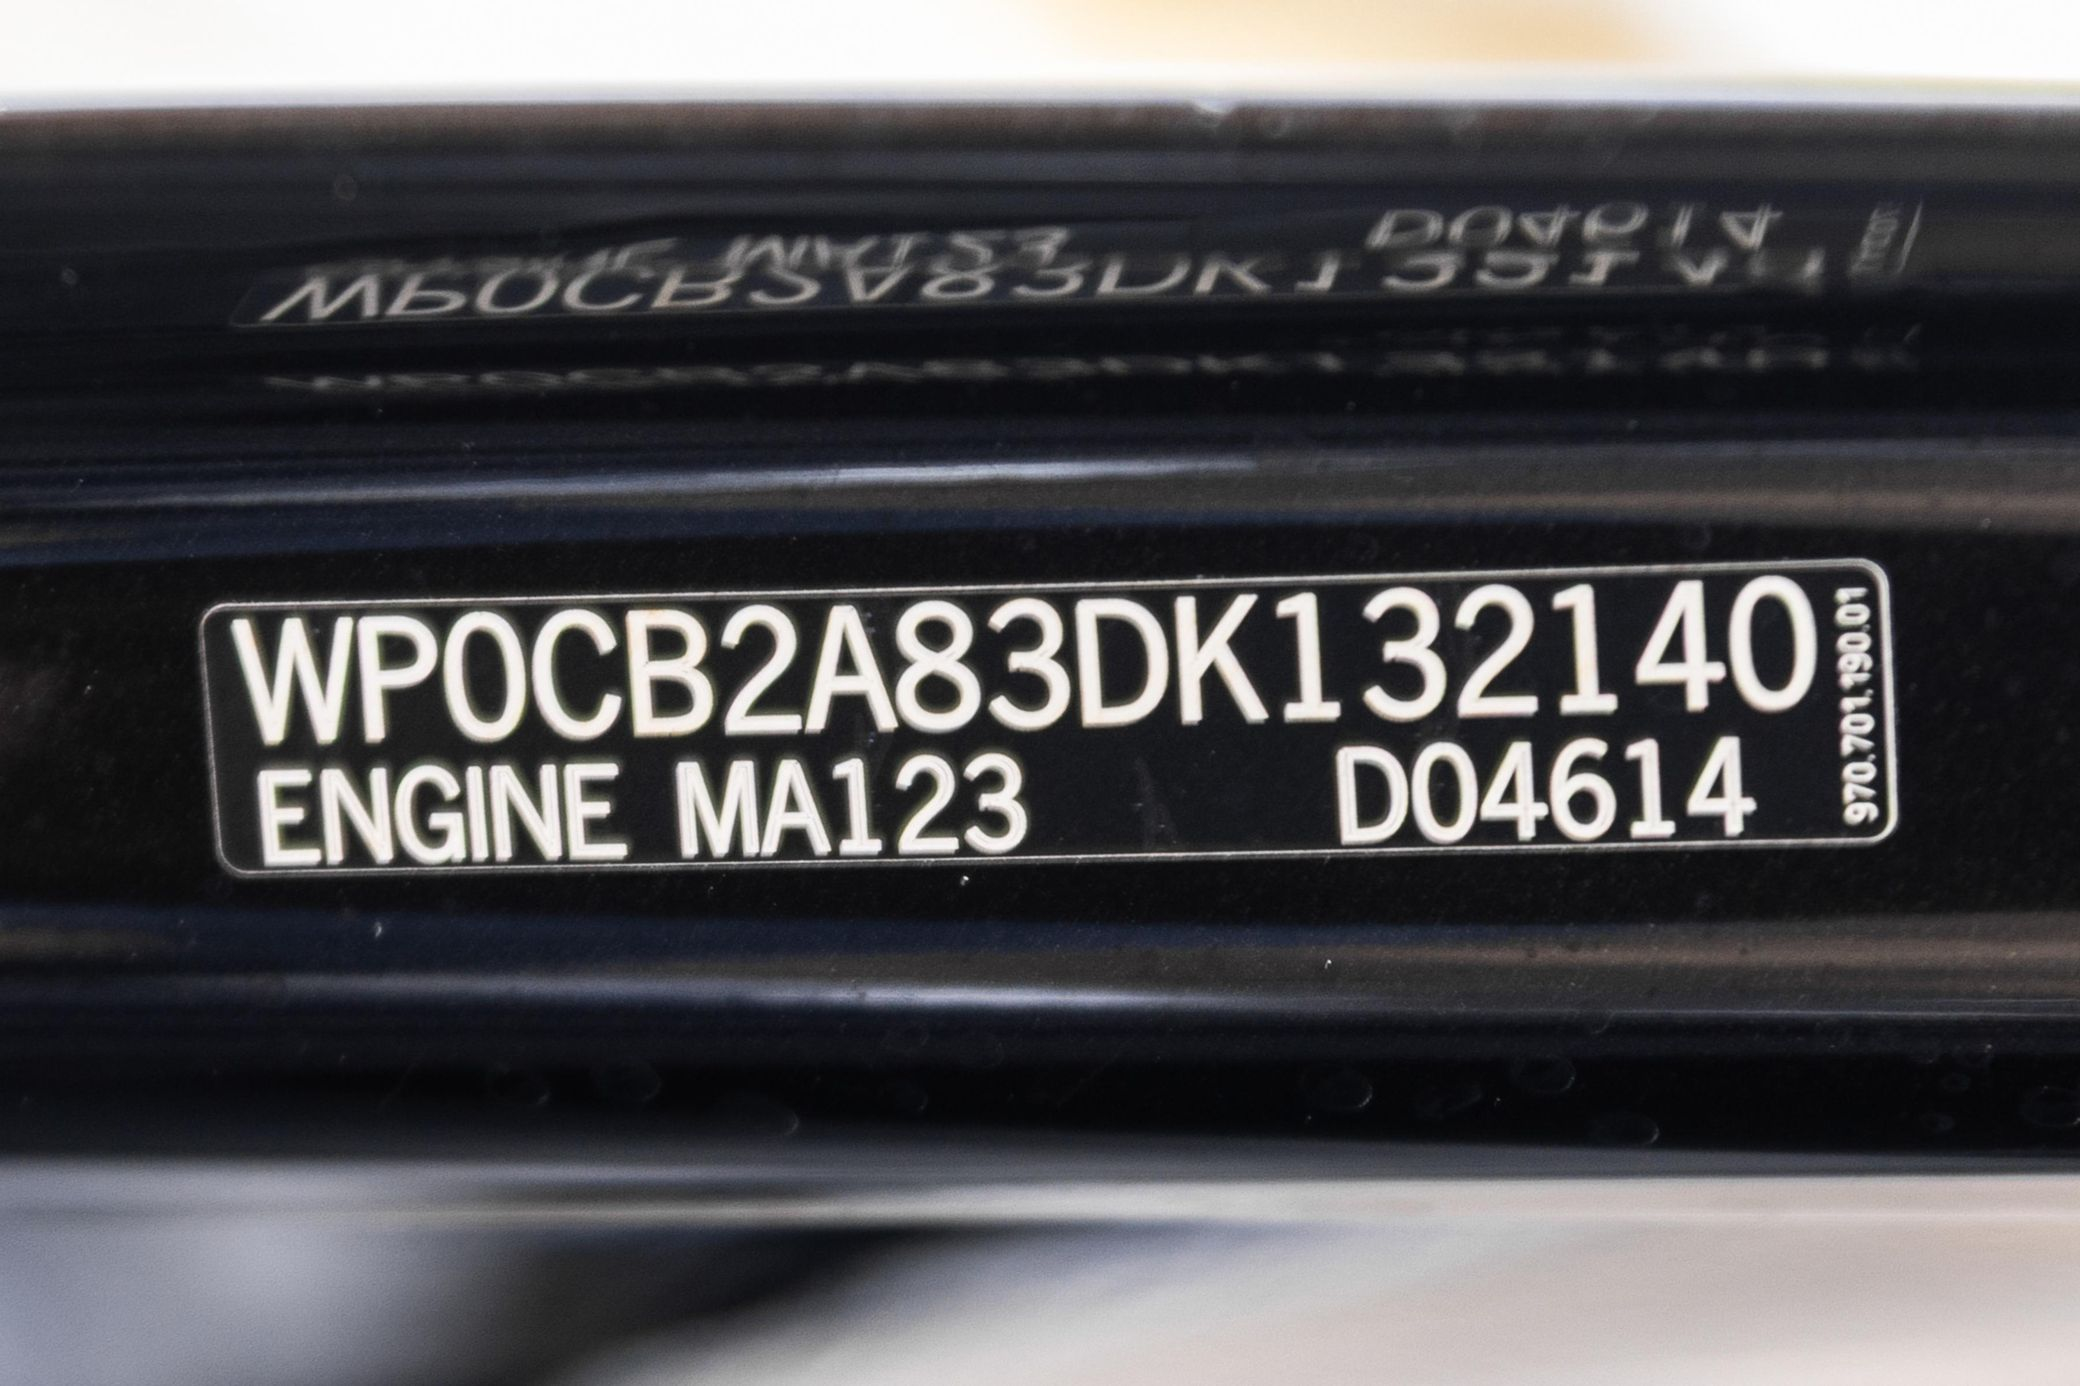 WP0CB2A83DK132140
ENGINE MA123 D04614
970.701.190.01